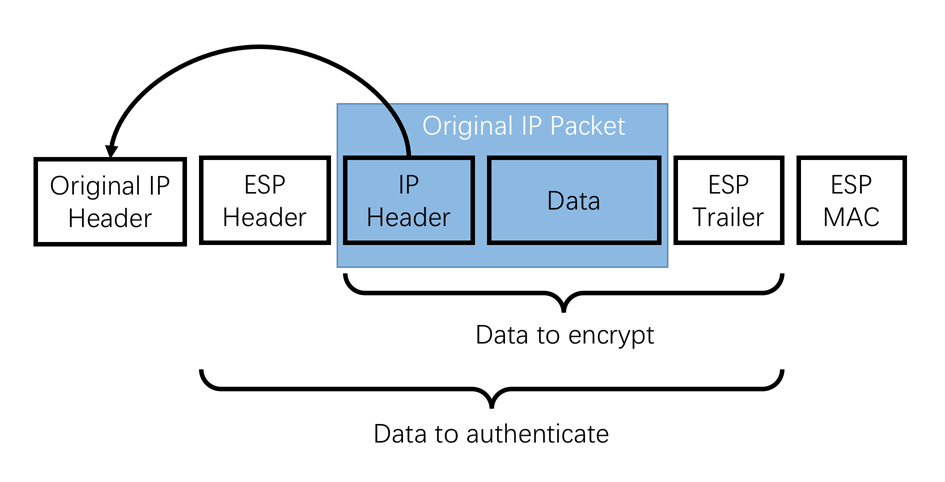 Original IP Packet
Original IP
Header
ESP
Header
IP
Header
Data
ESP
Trailer
ESP
MAC
Data to encrypt
Data to authenticate